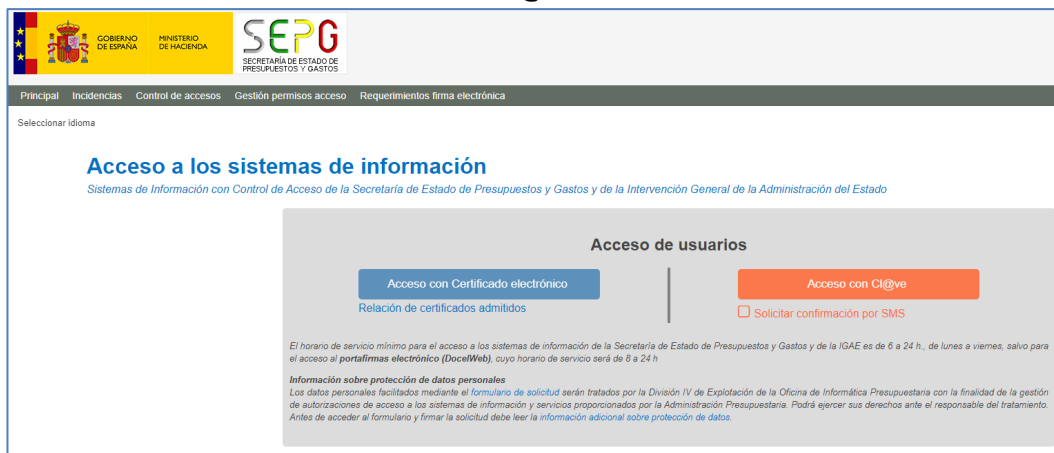 GOBIERNO
DE ESPAÑA
MINISTERIO
DE HACIENDA
SEPG
SECRETARÍA DE ESTADO DE
PRESUPUESTOS Y GASTOS
Principal Incidencias Control de accesos Gestión permisos acceso Requerimientos firma electrónica
Seleccionar idioma
Acceso a los sistemas de información
Sistemas de Información con Control de Acceso de la Secretaría de Estado de Presupuestos y Gastos y de la Intervención General de la Administración del Estado
Acceso de usuarios
Acceso con Certificado electrónico
Acceso con Cl@ve
Relación de certificados admitidos
Solicitar confirmación por SMS
El horario de servicio mínimo para el acceso a los sistemas de información de la Secretaría de Estado de Presupuestos y Gastos y de la IGAE es de 6 a 24 h., de lunes a viernes, salvo para
el acceso al portafirmas electrónico (DocelWeb), cuyo horario de servicio será de 8 a 24 h
Información sobre protección de datos personales
Los datos personales facilitados mediante el formulario de solicitud serán tratados por la División IV de Explotación de la Oficina de Informática Presupuestaria con la finalidad de la gestión
de autorizaciones de acceso a los sistemas de información y servicios proporcionados por la Administración Presupuestaria. Podrá ejercer sus derechos ante el responsable del tratamiento.
Antes de acceder al formulario y firmar la solicitud debe leer la información adicional sobre protección de datos.